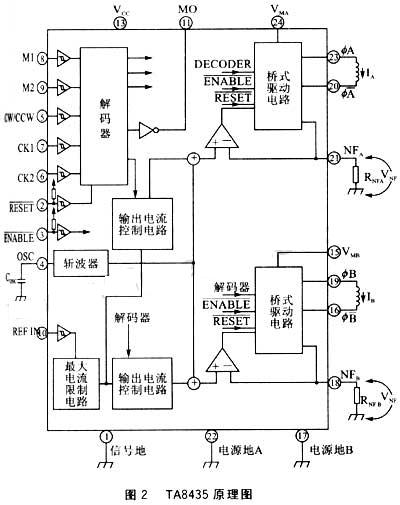 VCC
MO
VMA
13
11
24
M1
8
M2
9
CW/CCW
5
CK1
7
CK2
6
RESET
2
ENABLE
3
OSC
4
REF IN
解码器
DECODER
ENABLE
RESET
桥式驱动电路
23
φA
IA
20
φA
21
NFA
RNFA
输出电流控制电路
斩波器
15
VMB
解码器
ENABLE
RESET
桥式驱动电路
19
φB
IB
16
φB
解码器
最大电流限制电路
输出电流控制电路
18
NFB
RNFB
1
信号地
22
电源地A
17
电源地B
图 2 TA8435 原理图